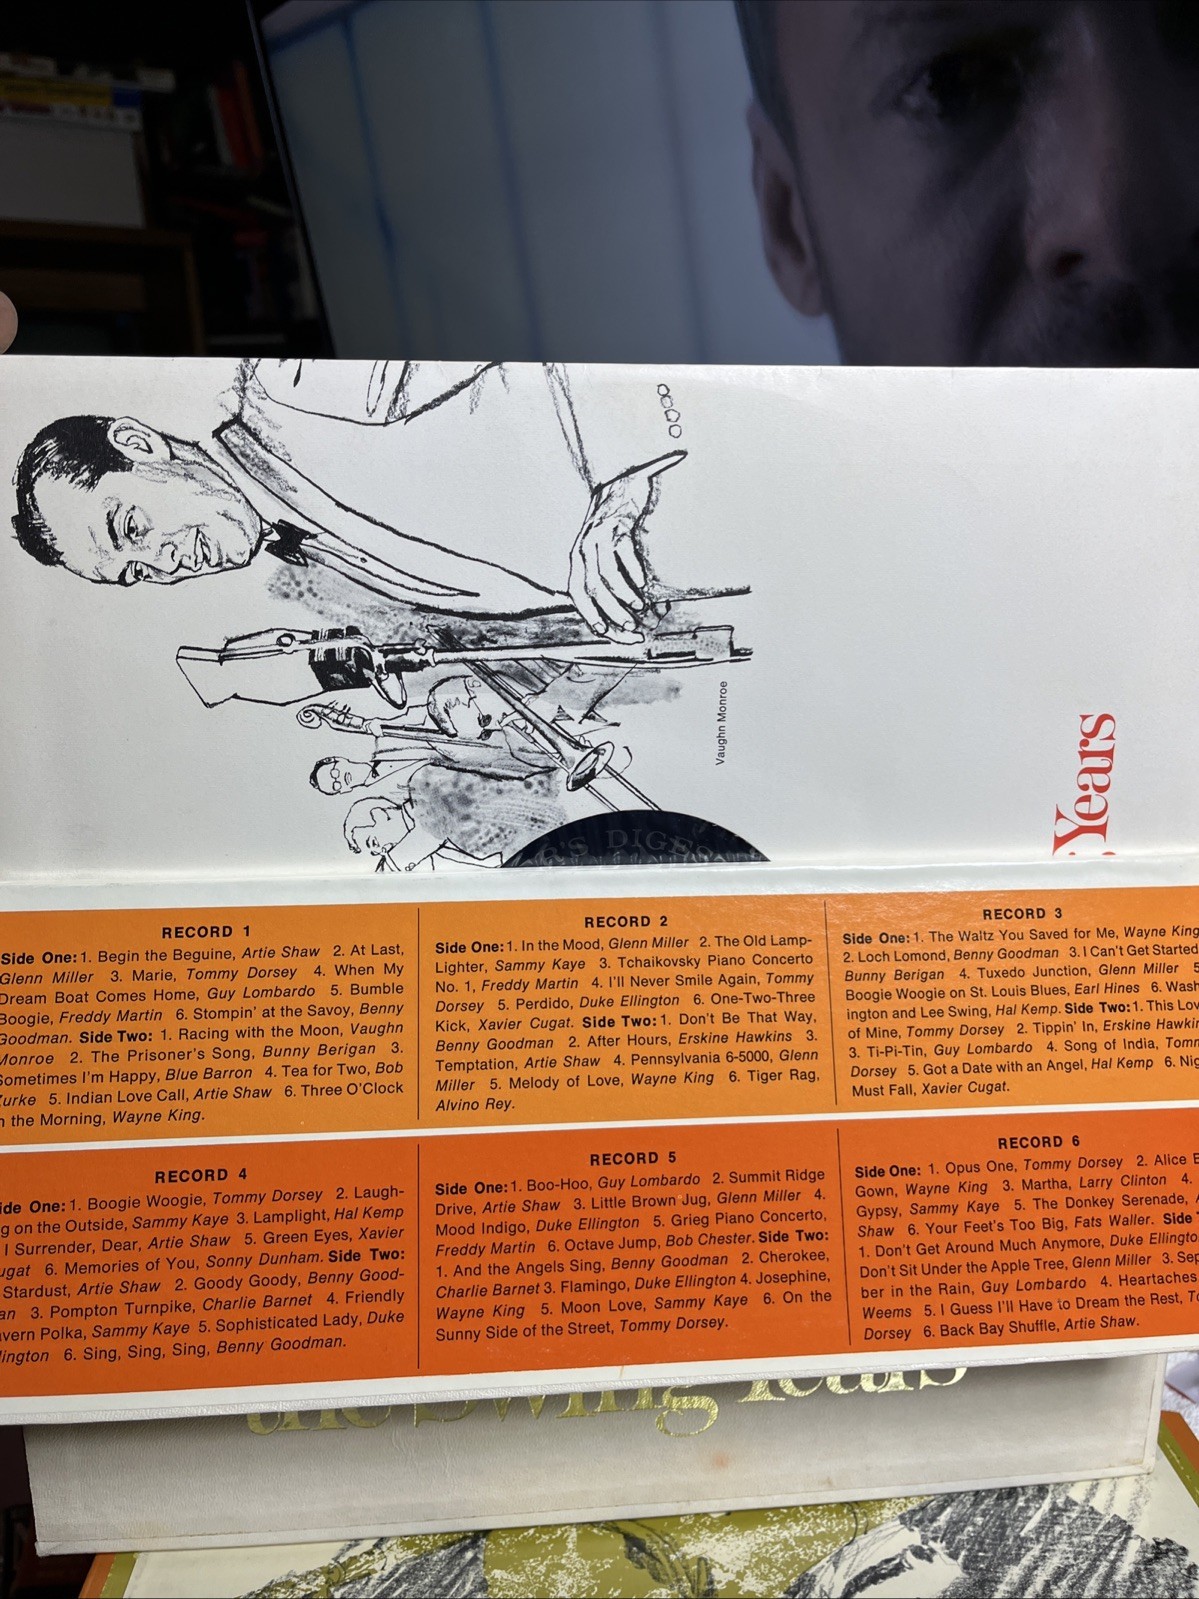 Vaughn Monroe
Years
DIGES
RECORD 1
Side One: 1. Begin the Beguine, Artie Shaw 2. At Last,
Glenn Miller 3. Marie, Tommy Dorsey 4. When My
Dream Boat Comes Home, Guy Lombardo 5. Bumble
Boogie, Freddy Martin 6. Stompin' at the Savoy, Benny
Goodman. Side Two: 1. Racing with the Moon, Vaughn
Monroe 2. The Prisoner's Song, Bunny Berigan 3.
Sometimes I'm Happy, Blue Barron 4. Tea for Two, Bob
Zurke 5. Indian Love Call, Artie Shaw 6. Three O'Clock
n the Morning, Wayne King.
RECORD 2
Side One: 1. In the Mood, Glenn Miller 2. The Old Lamp-
Lighter, Sammy Kaye 3. Tchaikovsky Piano Concerto
No. 1, Freddy Martin 4. I'll Never Smile Again, Tommy
Dorsey 5. Perdido, Duke Ellington 6. One-Two-Three
Kick, Xavier Cugat. Side Two: 1. Don't Be That Way,
Benny Goodman 2. After Hours, Erskine Hawkins 3.
Temptation, Artie Shaw 4. Pennsylvania 6-5000, Glenn
Miller 5. Melody of Love, Wayne King 6. Tiger Rag,
Alvino Rey.
RECORD 3
Side One: 1. The Waltz You Saved for Me, Wayne King
2. Loch Lomond, Benny Goodman 3. I Can't Get Started
Bunny Berigan 4. Tuxedo Junction, Glenn Miller 5
Boogie Woogie on St. Louis Blues, Earl Hines 6. Wash
ington and Lee Swing, Hal Kemp. Side Two: 1. This Lov
of Mine, Tommy Dorsey 2. Tippin' In, Erskine Hawkin
3. Ti-Pi-Tin, Guy Lombardo 4. Song of India, Tomm
Dorsey 5. Got a Date with an Angel, Hal Kemp 6. Nig
Must Fall, Xavier Cugat.
RECORD 4
ide One: 1. Boogie Woogie, Tommy Dorsey 2. Laugh-
g on the Outside, Sammy Kaye 3. Lamplight, Hal Kemp
I Surrender, Dear, Artie Shaw 5. Green Eyes, Xavier
ugat 6. Memories of You, Sonny Dunham. Side Two:
Stardust, Artie Shaw 2. Goody Goody, Benny Good-
an 3. Pompton Turnpike, Charlie Barnet 4. Friendly
avern Polka, Sammy Kaye 5. Sophisticated Lady, Duke
lington 6. Sing, Sing, Sing, Benny Goodman.
RECORD 5
Side One: 1. Boo-Hoo, Guy Lombardo 2. Summit Ridge
Drive, Artie Shaw 3. Little Brown Jug, Glenn Miller 4.
Mood Indigo, Duke Ellington 5. Grieg Piano Concerto,
Freddy Martin 6. Octave Jump, Bob Chester. Side Two:
1. And the Angels Sing, Benny Goodman 2. Cherokee,
Charlie Barnet 3. Flamingo, Duke Ellington 4. Josephine,
Wayne King 5. Moon Love, Sammy Kaye 6. On the
Sunny Side of the Street, Tommy Dorsey.
RECORD 6
Side One: 1. Opus One, Tommy Dorsey 2. Alice B
Gown, Wayne King 3. Martha, Larry Clinton 4.
Gypsy, Sammy Kaye 5. The Donkey Serenade, A
Shaw 6. Your Feet's Too Big, Fats Waller. Side T
1. Don't Get Around Much Anymore, Duke Ellingto
Don't Sit Under the Apple Tree, Glenn Miller 3. Sep
ber in the Rain, Guy Lombardo 4. Heartaches
Weems 5. I Guess I'll Have to Dream the Rest, To
Dorsey 6. Back Bay Shuffle, Artie Shaw.
the Swing Years